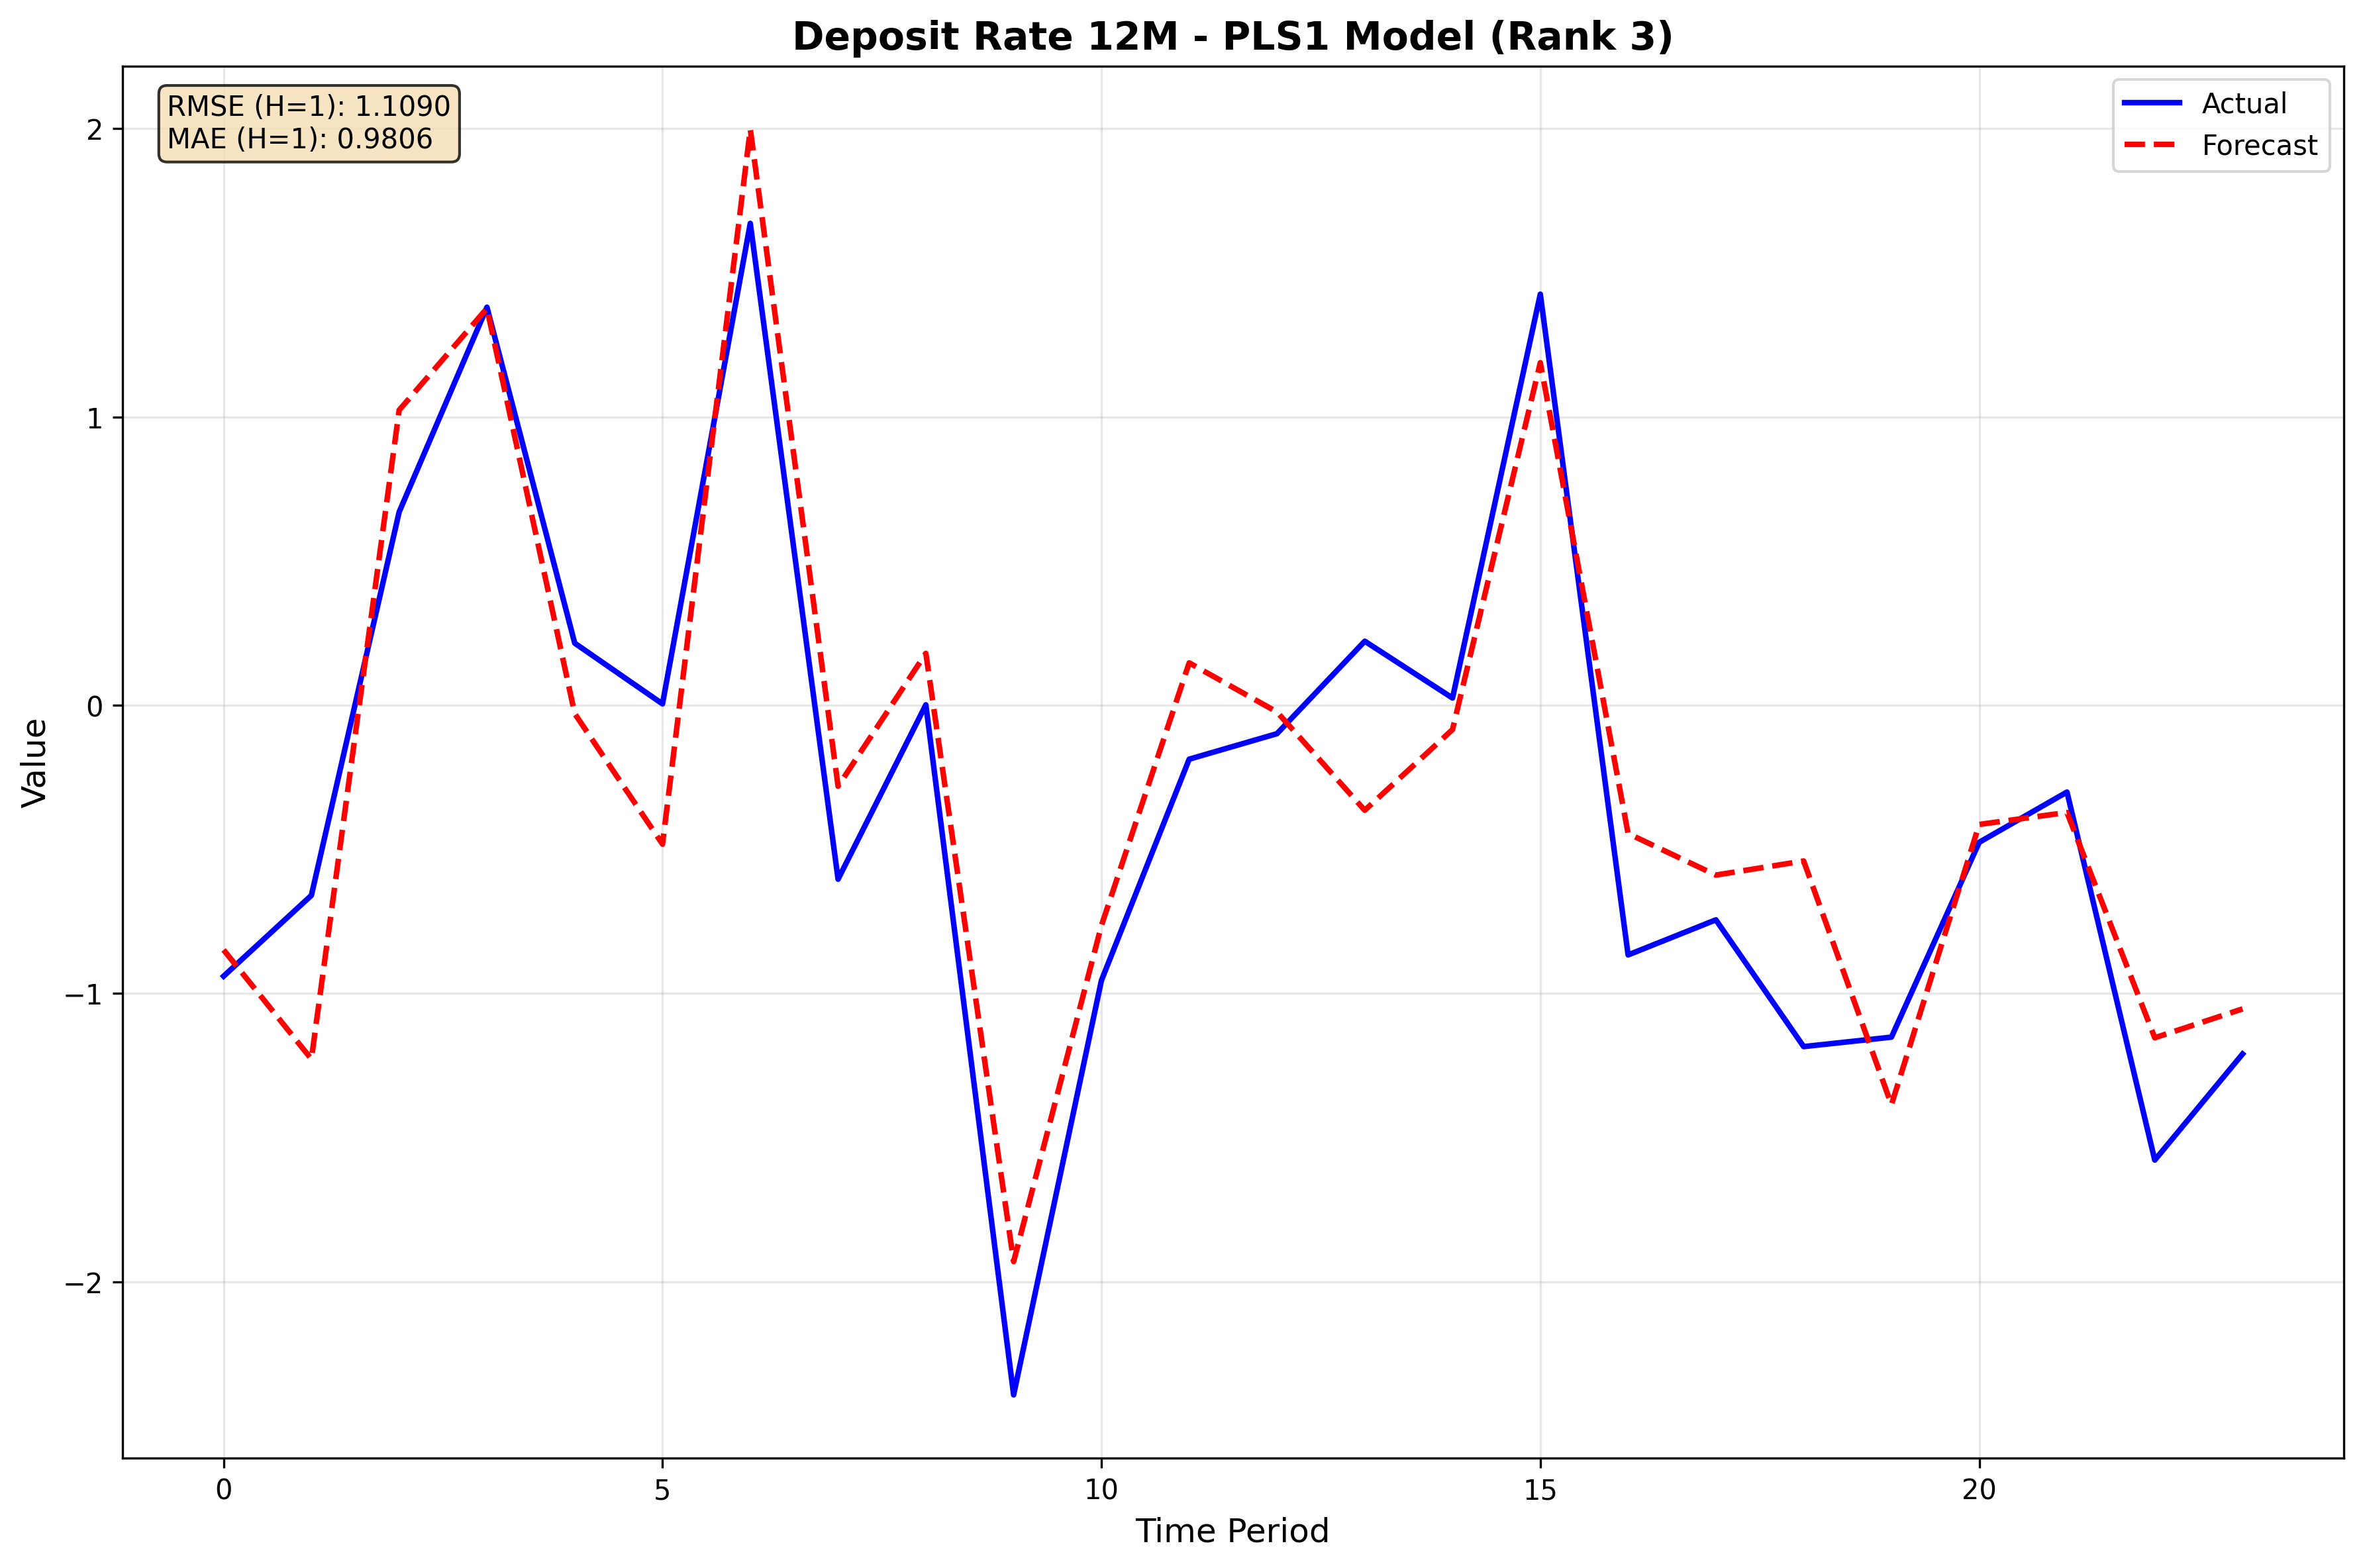 Deposit Rate 12M - PLS1 Model (Rank 3)
RMSE (H=1): 1.1090
MAE (H=1): 0.9806
Actual
Forecast
2
1
0
−1
−2
Value
0 5 10 15 20
Time Period